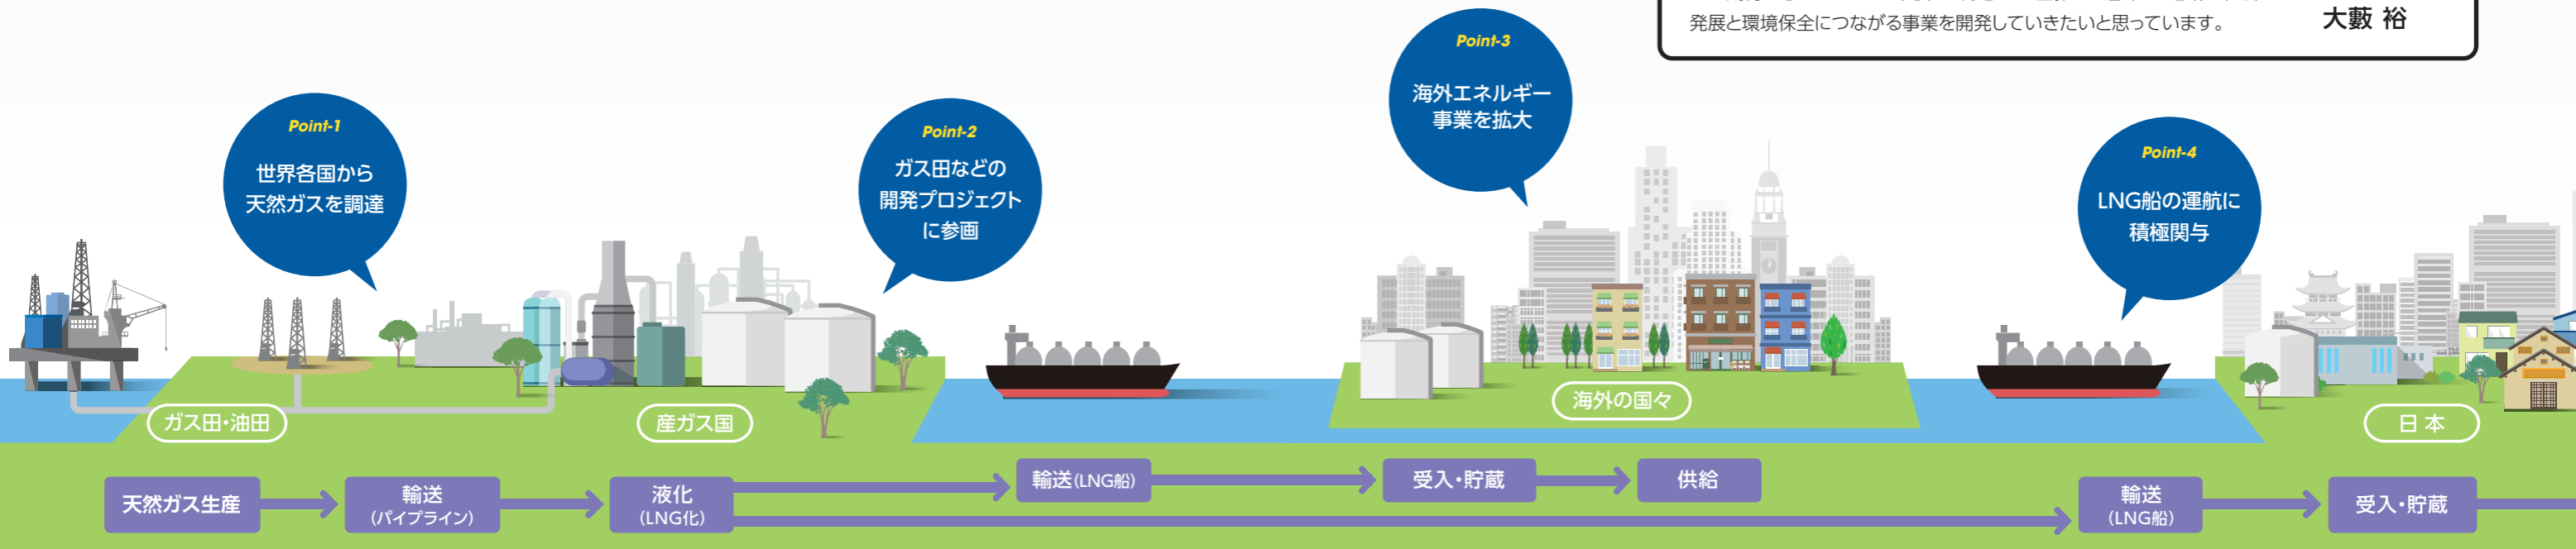 発展と環境保全につながる事業を開発していきたいと思っています。
大藪 裕
Point-1
世界各国から
天然ガスを調達
Point-2
ガス田などの
開発プロジェクト
に参画
Point-3
海外エネルギー
事業を拡大
Point-4
LNG船の運航に
積極関与
ガス田・油田
産ガス国
海外の国々
日本
天然ガス生産
輸送
(パイプライン)
液化
(LNG化)
輸送(LNG船)
受入・貯蔵
供給
輸送
(LNG船)
受入・貯蔵